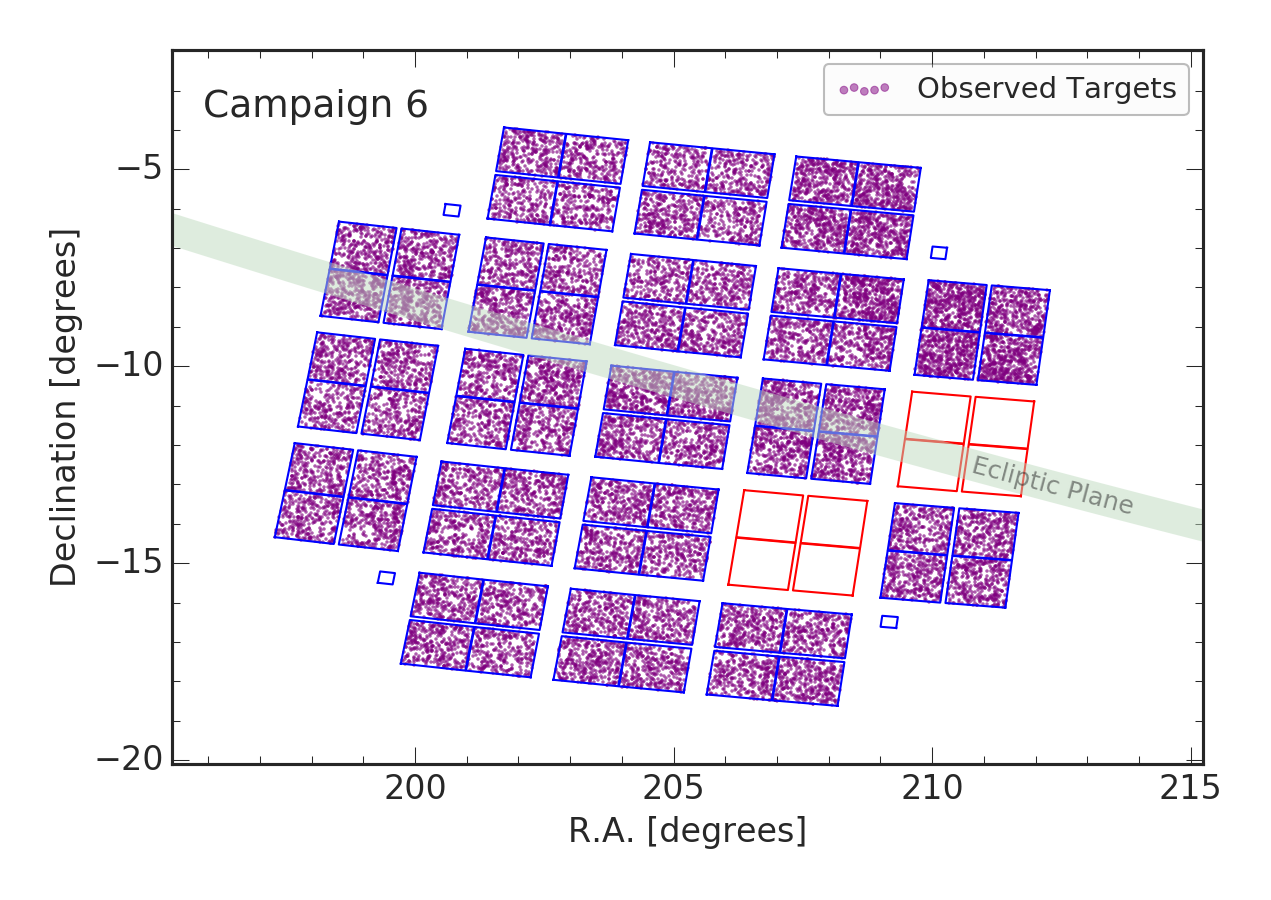 Campaign 6
Observed Targets
−5
−10
−15
−20
Declination [degrees]
Ecliptic Plane
200
205
210
215
R.A. [degrees]